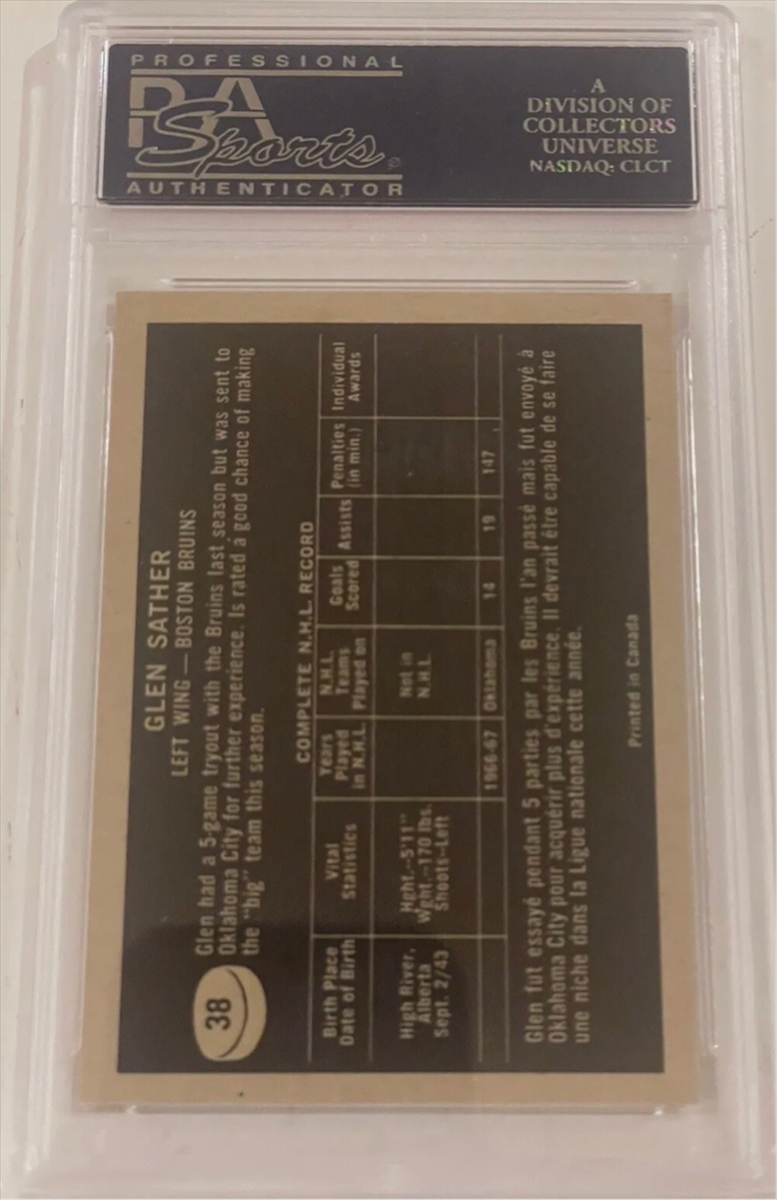 PROFESSIONAL
PSA
Sports
AUTHENTICATOR
A
DIVISION OF
COLLECTORS
UNIVERSE
NASDAQ: CLCT
38
GLEN SATHER
LEFT WING — BOSTON BRUINS
Glen had a 5-game tryout with the Bruins last season but was sent to
Oklahoma City for further experience. Is rated a good chance of making
the "big" team this season.
COMPLETE N.H.L. RECORD
Birth Place
Date of Birth
Vital
Statistics
Years
Played
in N.H.L.
N.H.L.
Teams
Played on
Goals
Scored
Assists
Penalties
(in min.)
Individual
Awards
High River,
Alberta
Sept. 2/43
Hght.--5'11"
Wght.--170 lbs.
Shoots--Left
Not in
N.H.L.
1966-67 Oklahoma 14 19 147
Glen fut essayé pendant 5 parties par les Bruins l'an passé mais fut envoyé à
Oklahoma City pour acquérir plus d'expérience. Il devrait être capable de se faire
une niche dans la Ligue nationale cette année.
Printed in Canada